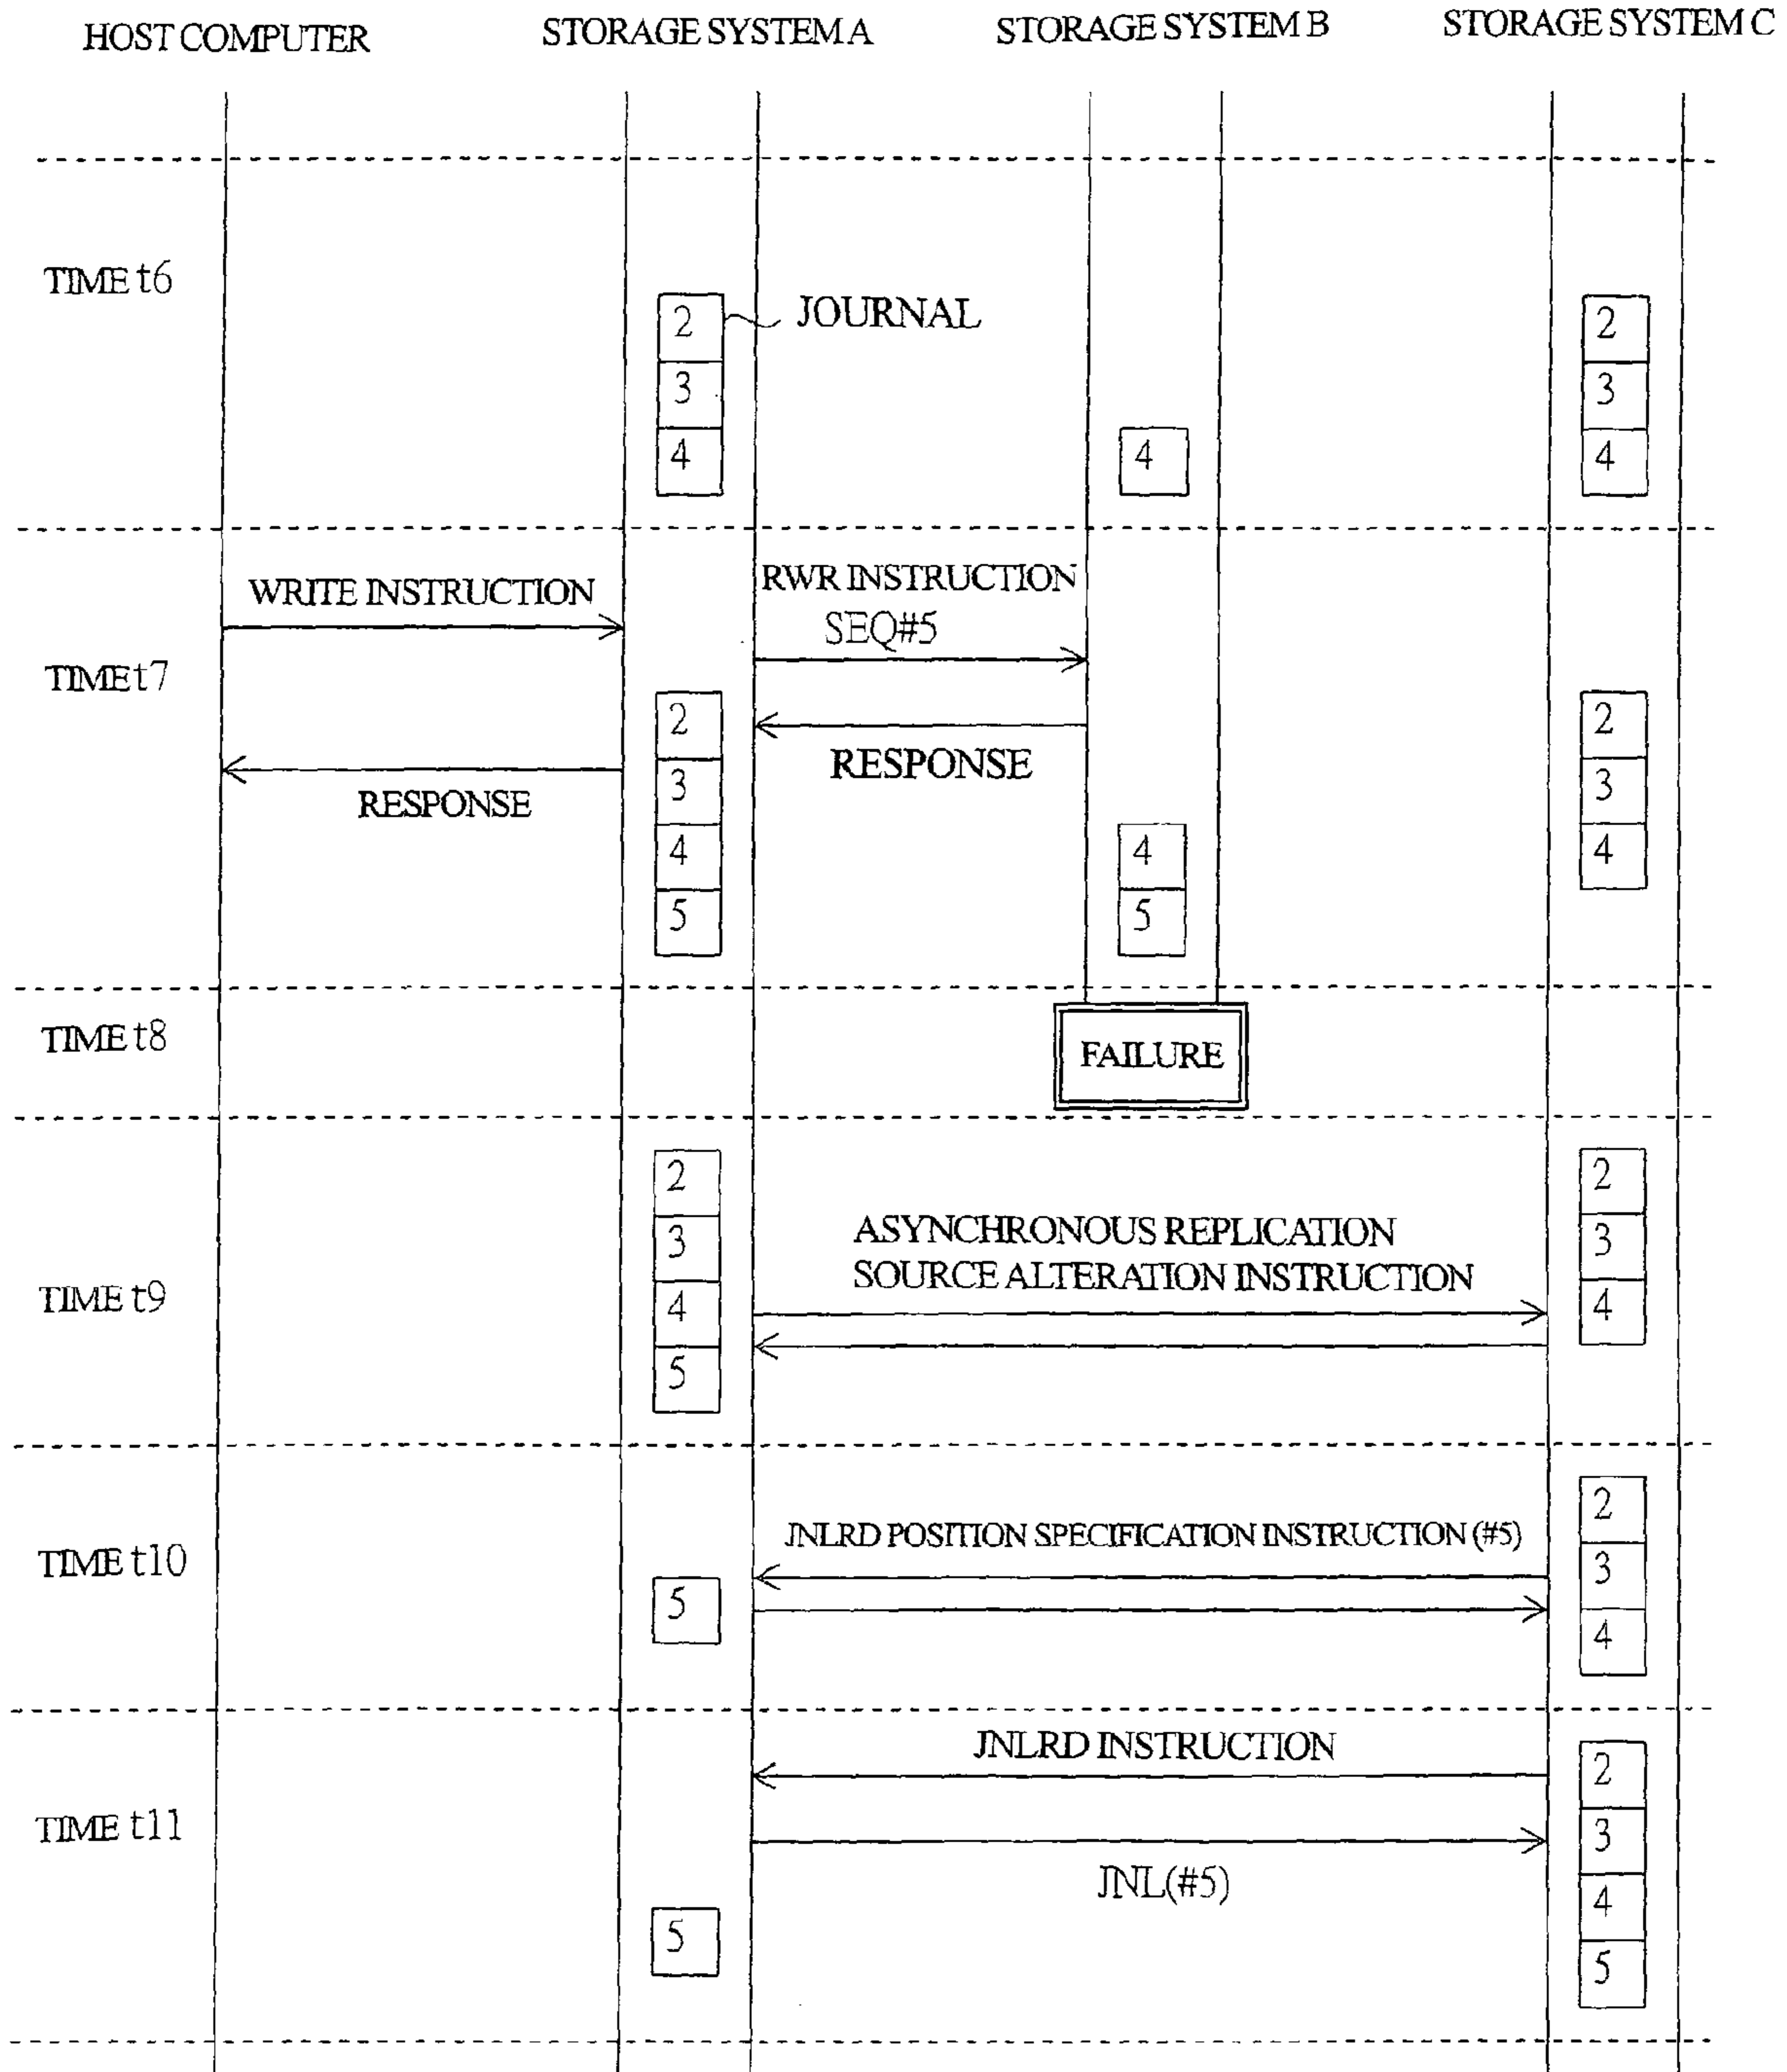 HOST COMPUTER STORAGE SYSTEM A STORAGE SYSTEM B STORAGE SYSTEM C
TIME t6
2 JOURNAL 2
3 3
4 4 4
WRITE INSTRUCTION RWR INSTRUCTION
SEQ#5
TIME t7
2 2
RESPONSE
3 3
RESPONSE
4 4 4
5 5
TIME t8 FAILURE
2 2
3 ASYNCHRONOUS REPLICATION 3
SOURCE ALTERATION INSTRUCTION
TIME t9 4 4
5
2
JNLRD POSITION SPECIFICATION INSTRUCTION (#5)
TIME t10 3
5
4
JNLRD INSTRUCTION
2
TIME t11 3
JNL(#5)
4
5
5